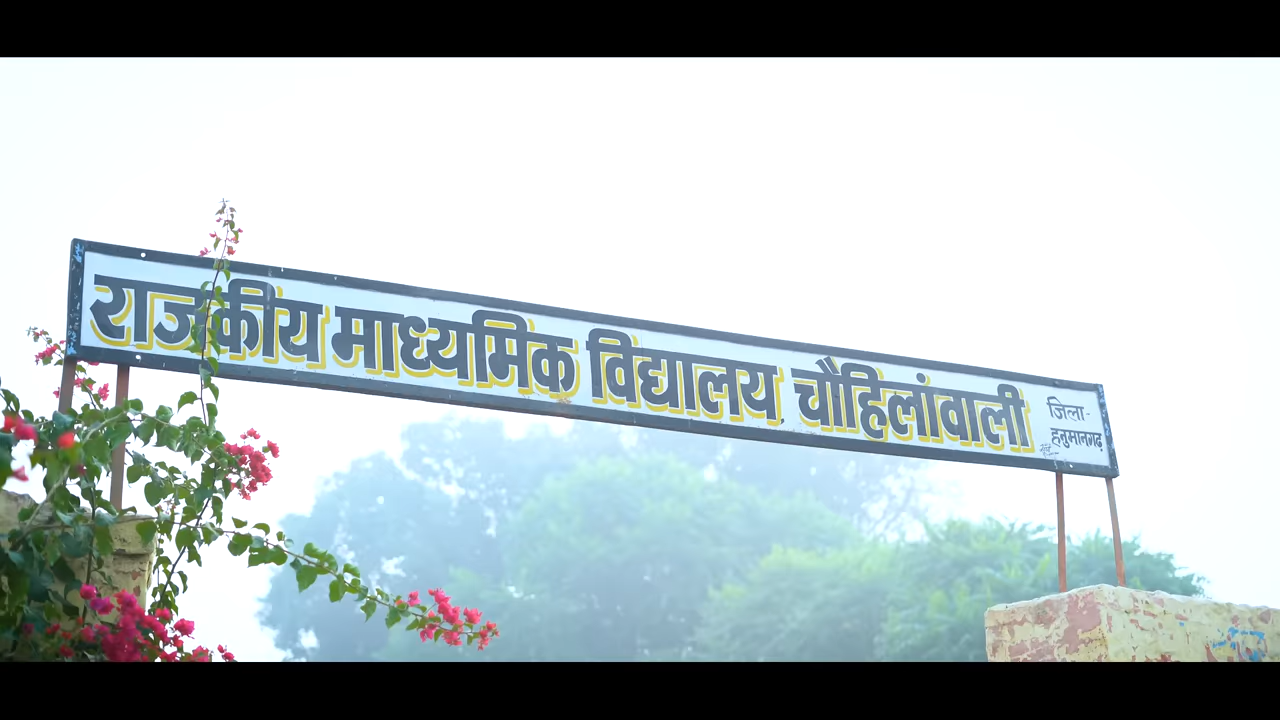 राजकीय माध्यमिक विद्यालय चौहिलांवाली
जिला-
हनुमानगढ़